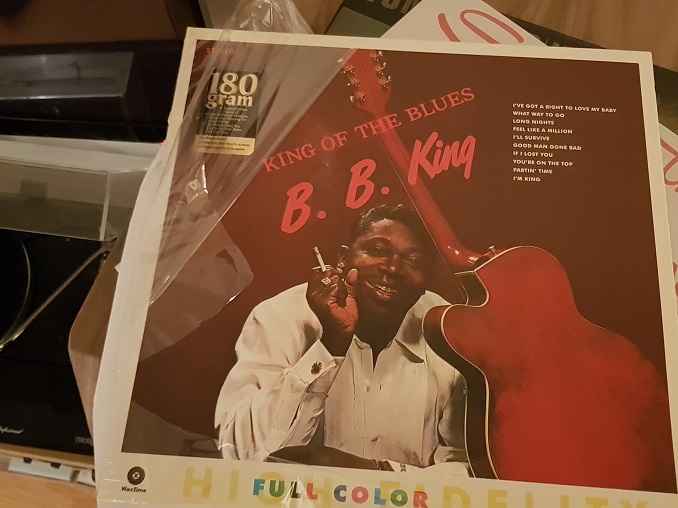 180
gram
KING OF THE BLUES
B. B. King
I'VE GOT A RIGHT TO LOVE MY BABY
WHAT WAY TO GO
LONG NIGHTS
FEEL LIKE A MILLION
I'LL SURVIVE
GOOD MAN GONE BAD
IF I LOST YOU
YOU'RE ON THE TOP
PARTIN' TIME
I'M KING
WaxTime
HIGH FIDELITY
FULL COLOR